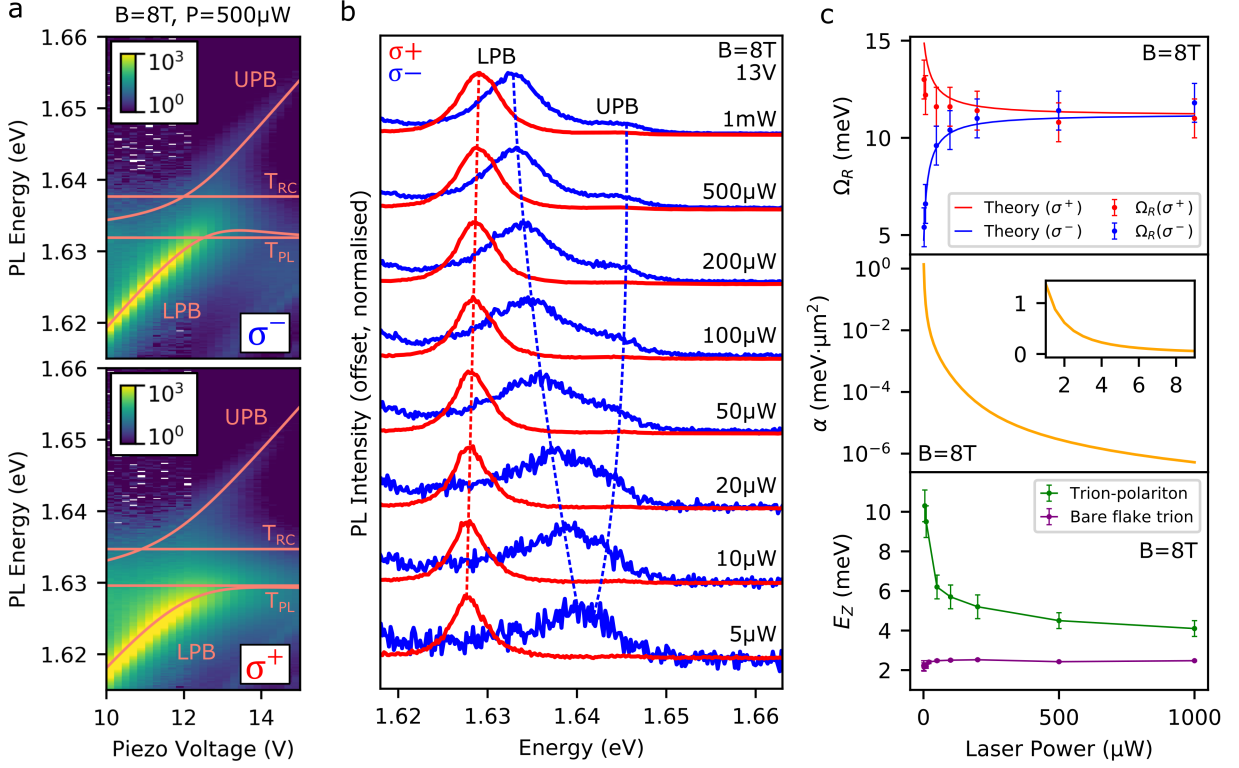 a
B=8T, P=500μW
1.66
1.65
1.64
1.63
1.62
PL Energy (eV)
10³
10⁰
UPB
T_RC
T_PL
LPB
σ⁻
1.66
1.65
1.64
1.63
1.62
PL Energy (eV)
10³
10⁰
UPB
T_RC
T_PL
LPB
σ⁺
10 12 14
Piezo Voltage (V)
b
σ+
σ−
LPB
UPB
B=8T
13V
1mW
500μW
200μW
100μW
50μW
20μW
10μW
5μW
PL Intensity (offset, normalised)
1.62 1.63 1.64 1.65 1.66
Energy (eV)
c
B=8T
15
10
5
Ω_R (meV)
Theory (σ⁺)
Theory (σ⁻)
Ω_R(σ⁺)
Ω_R(σ⁻)
10⁰
10⁻²
10⁻⁴
10⁻⁶
α (meV·μm²)
1
0
2 4 6 8
B=8T
Trion-polariton
Bare flake trion
B=8T
10
8
6
4
2
E_Z (meV)
0 500 1000
Laser Power (μW)